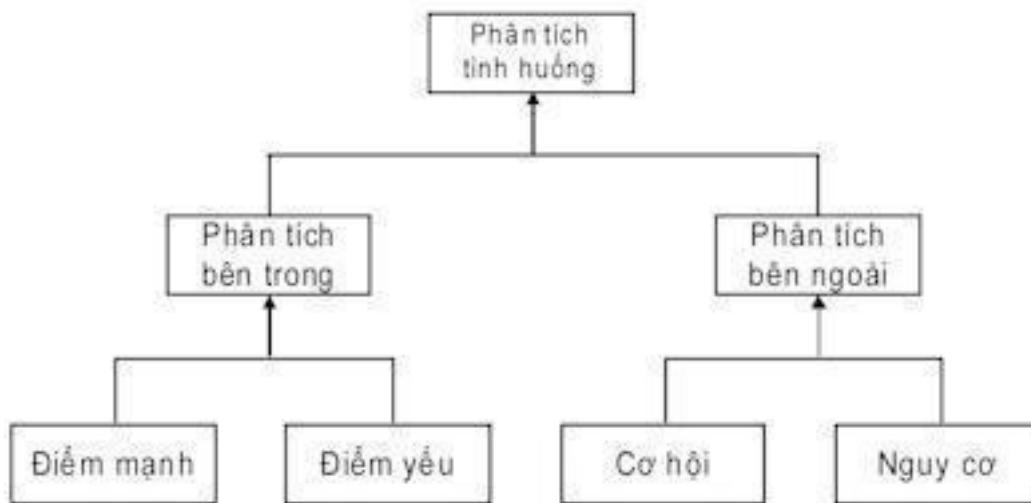 Phân tích
tình huống
Phân tích
bên trong
Phân tích
bên ngoài
Điểm mạnh
Điểm yếu
Cơ hội
Nguy cơ